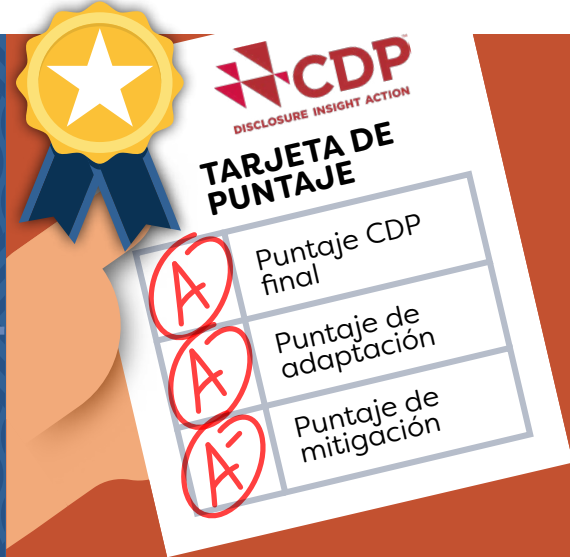 CDP
DISCLOSURE INSIGHT ACTION
TARJETA DE
PUNTAJE
A
Puntaje CDP
final
A
Puntaje de
adaptación
A-
Puntaje de
mitigación